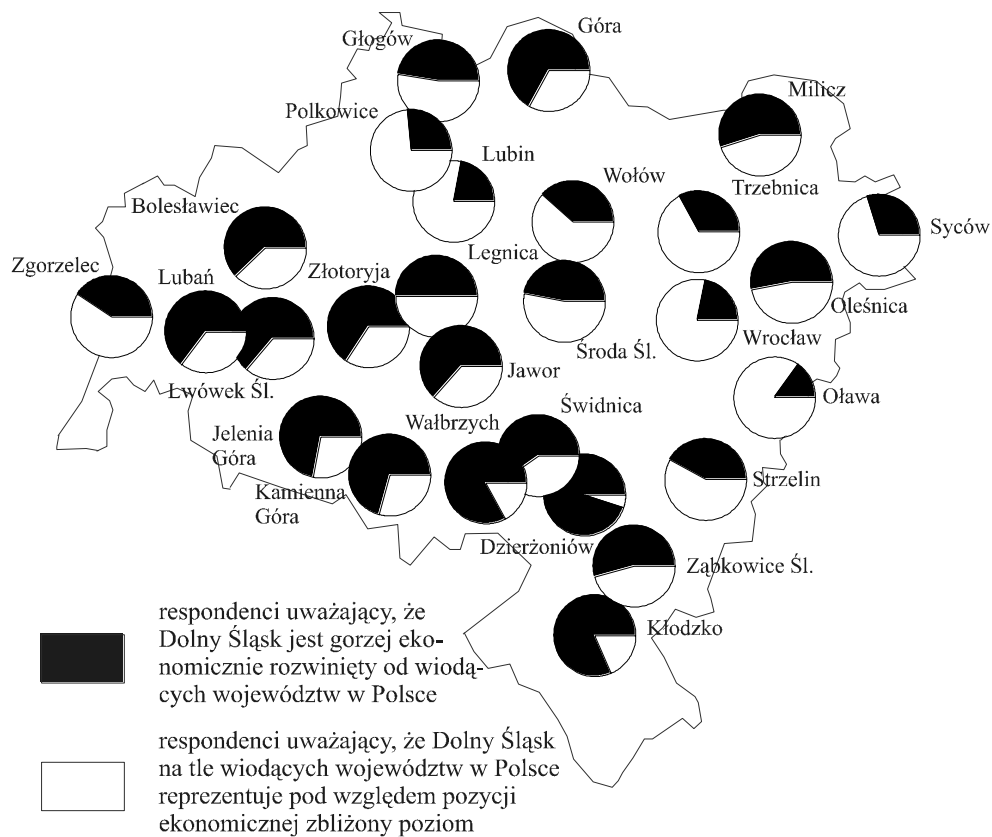 Góra
Głogów
Milicz
Polkowice
Lubin
Wołów
Trzebnica
Bolesławiec
Syców
Zgorzelec
Lubań
Złotoryja
Legnica
Oleśnica
Wrocław
Środa Śl.
Jawor
Lwówek Śl.
Oława
Świdnica
Wałbrzych
Jelenia
Góra
Strzelin
Kamienna
Góra
Dzierżoniów
Ząbkowice Śl.
Kłodzko
respondenci uważający, że
Dolny Śląsk jest gorzej eko-
nomicznie rozwinięty od wiodą-
cych województw w Polsce
respondenci uważający, że Dolny Śląsk
na tle wiodących województw w Polsce
reprezentuje pod względem pozycji
ekonomicznej zbliżony poziom